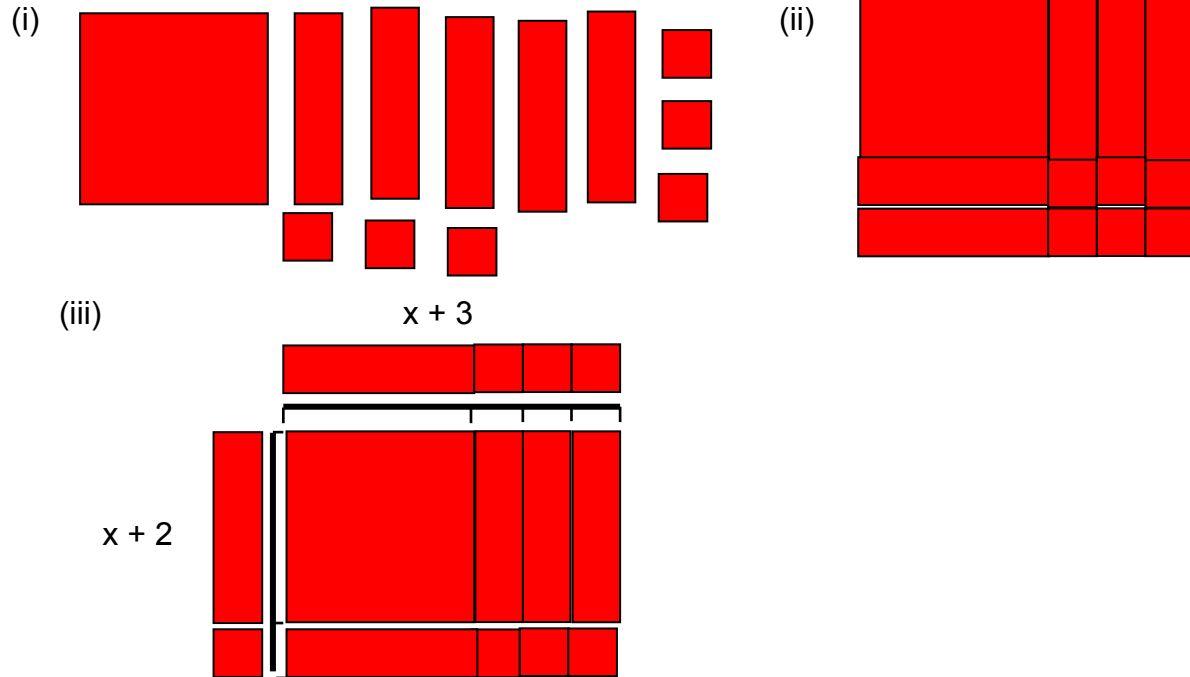 (i)
(ii)
(iii)
x + 3
x + 2